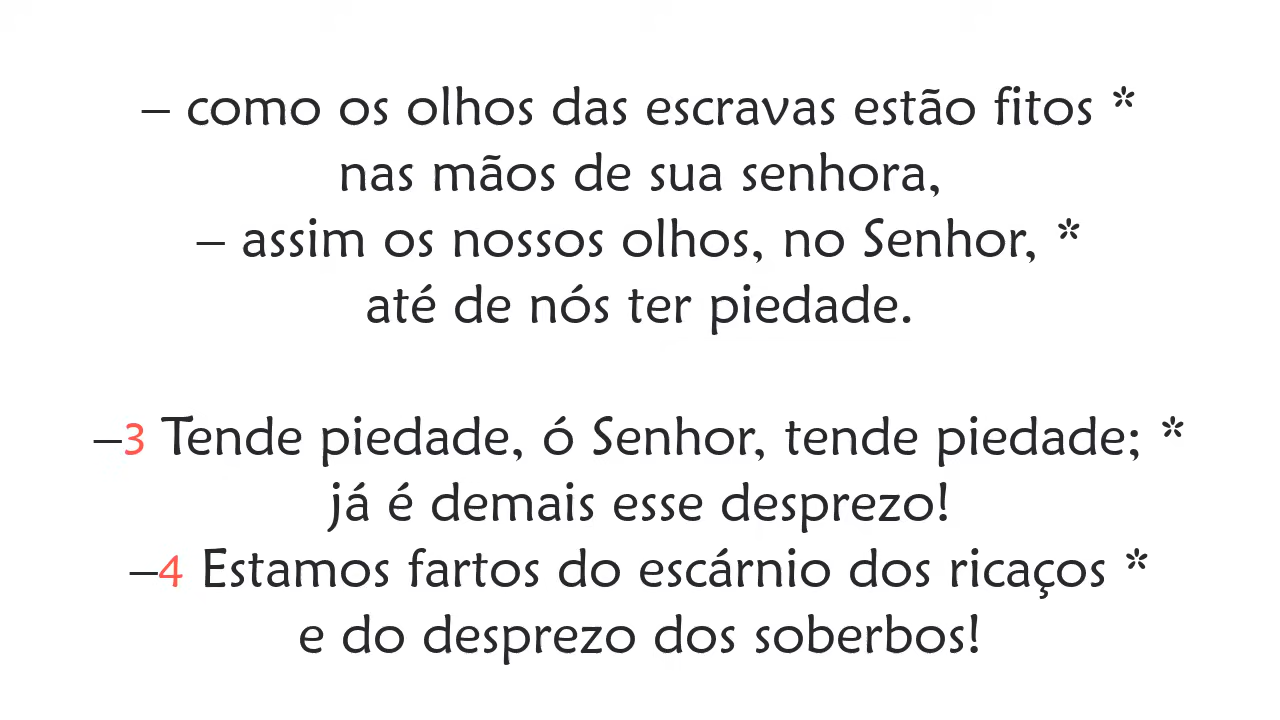 – como os olhos das escravas estão fitos *
nas mãos de sua senhora,
– assim os nossos olhos, no Senhor, *
até de nós ter piedade.
–3 Tende piedade, ó Senhor, tende piedade; *
já é demais esse desprezo!
–4 Estamos fartos do escárnio dos ricaços *
e do desprezo dos soberbos!